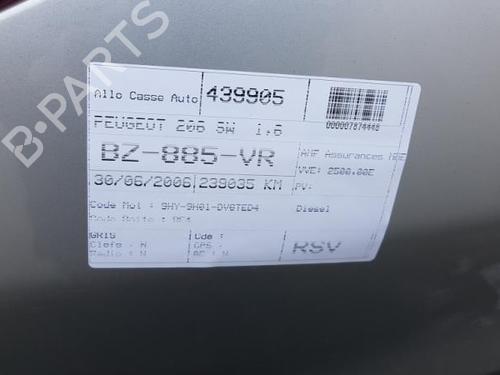 B-PARTS
Allo Casse Auto 439905
000007874448
PEUGEOT 206 SW 1,6
BZ-885-VR
AMF Assurances
VVE: 2500.00E
30/06/2006 239035 KM
PV:
Code Mot : 9HY-9H01-DV6TED4
Diesel
Code Boite :
GRIS
Cde :
Clefs : N
GPS :
RSV
Radio : N
AC : N